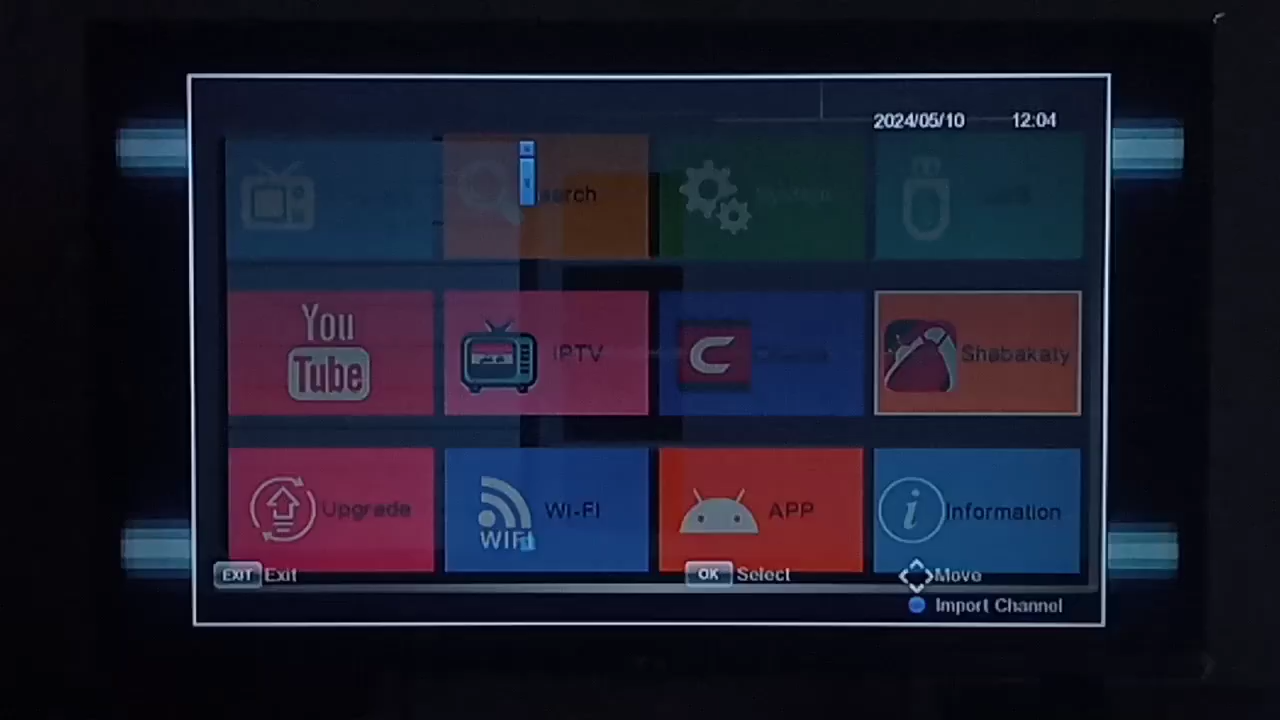 2024/05/10 12:04
System
You
Tube
IPTV
Shabakaty
Upgrade
WI-FI
WIFI
APP
Information
EXIT Exit
OK Select
Move
Import Channel